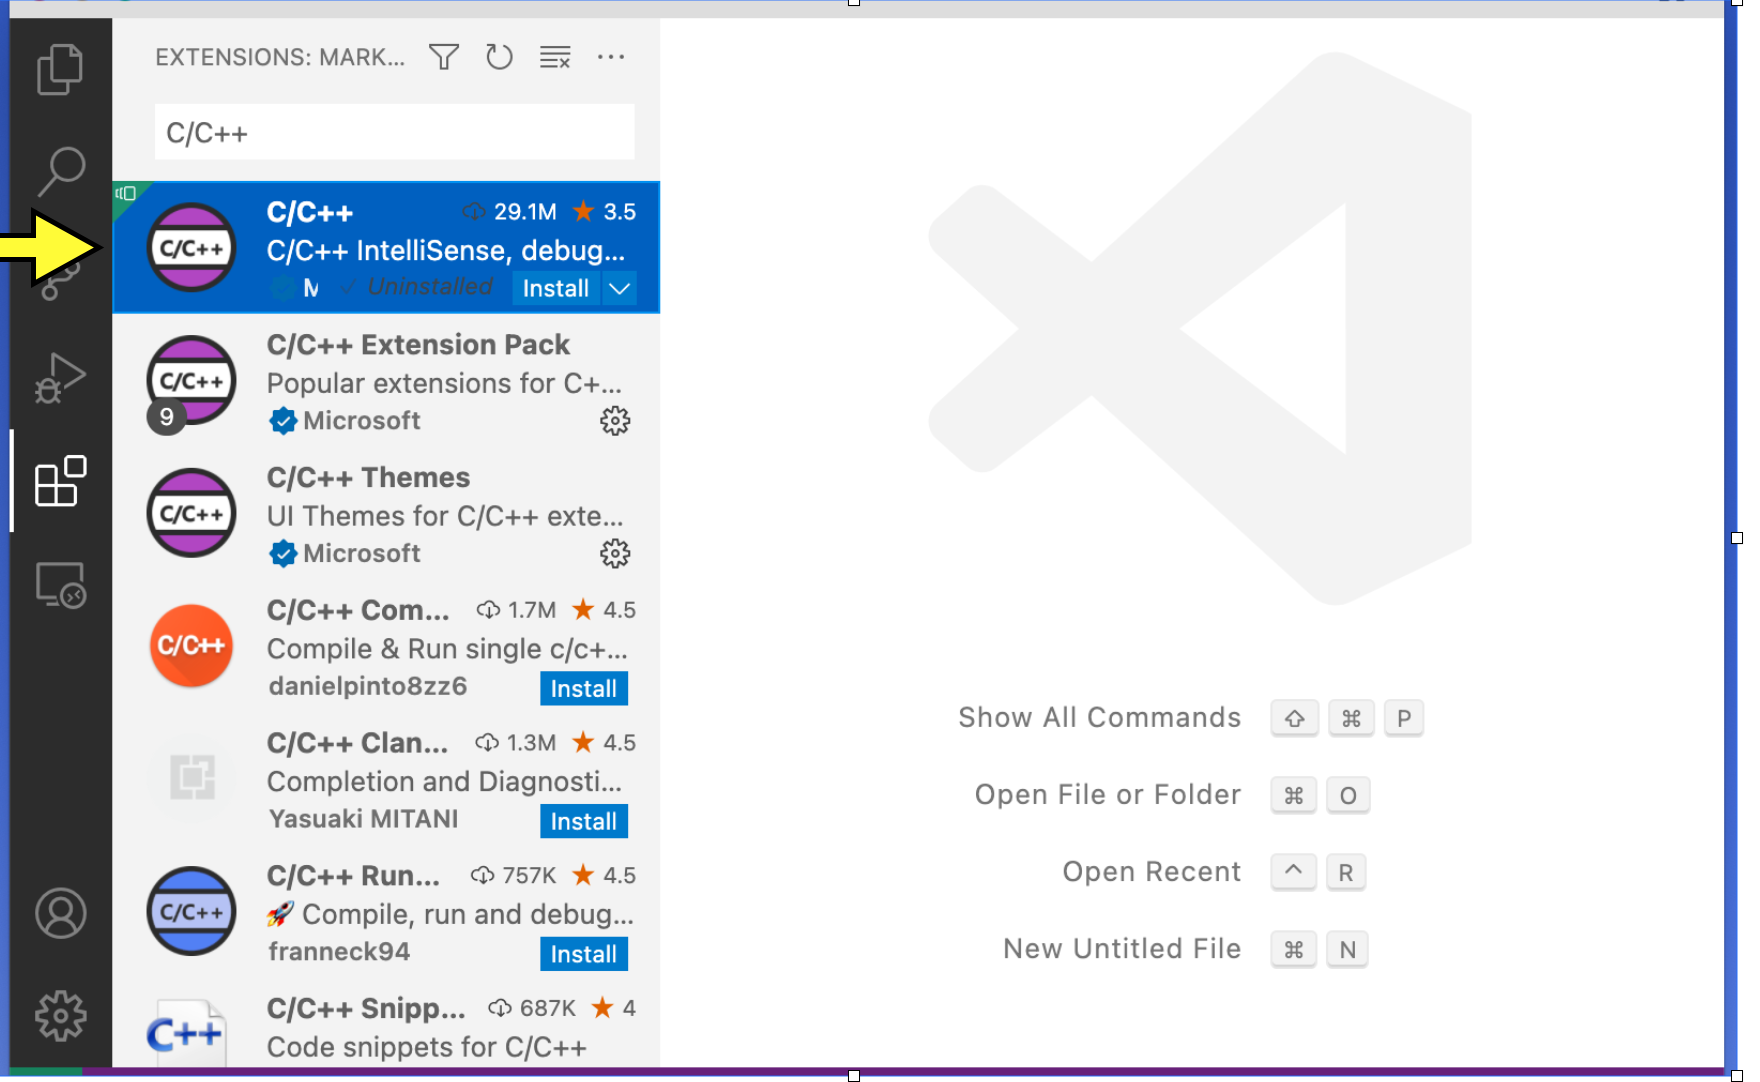 EXTENSIONS: MARK...
C/C++
C/C++ 29.1M ★ 3.5
C/C++
C/C++ IntelliSense, debug...
M ✓ Uninstalled Install
C/C++ Extension Pack
C/C++
Popular extensions for C+...
9
Microsoft
C/C++ Themes
C/C++
UI Themes for C/C++ exte...
Microsoft
C/C++ Com... 1.7M ★ 4.5
C/C++
Compile & Run single c/c+...
danielpinto8zz6 Install
C/C++ Clan... 1.3M ★ 4.5
Completion and Diagnosti...
Yasuaki MITANI Install
C/C++ Run... 757K ★ 4.5
C/C++
🚀 Compile, run and debug...
franneck94 Install
C/C++ Snipp... 687K ★ 4
C++
Code snippets for C/C++
Show All Commands ⇧ ⌘ P
Open File or Folder ⌘ O
Open Recent ^ R
New Untitled File ⌘ N